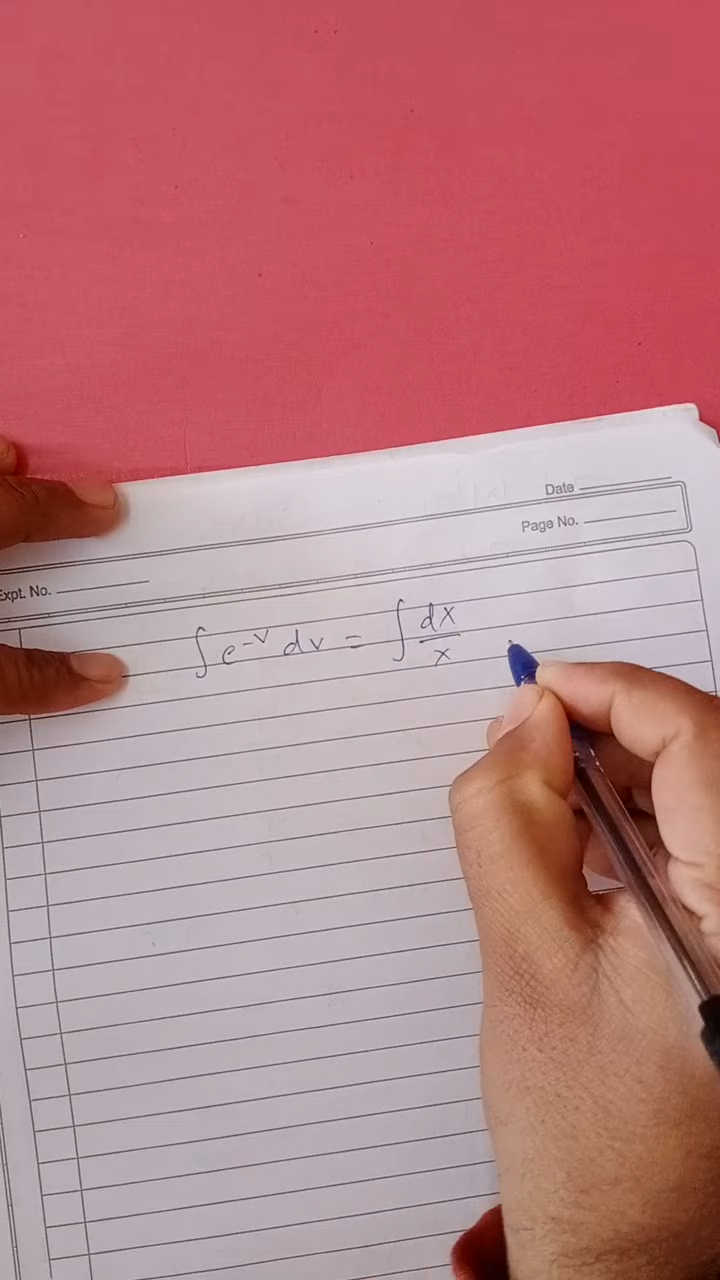 Date
Page No.
Expt. No.
∫ e^-v dv = ∫ dx/x